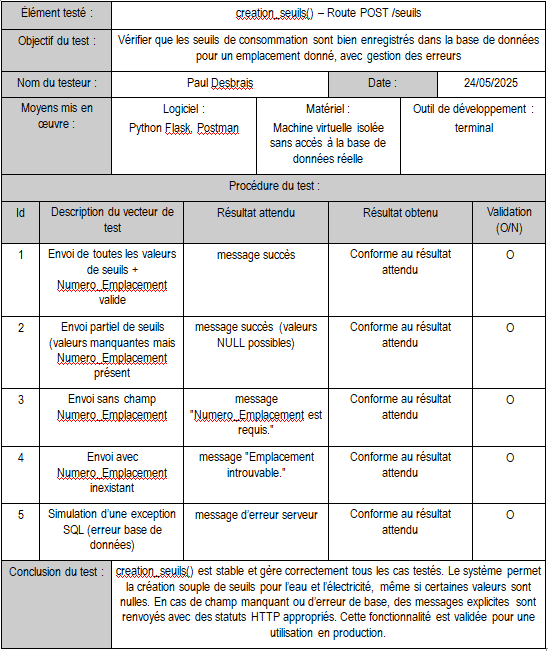 Élément testé :
creation_seuils() – Route POST /seuils
Objectif du test :
Vérifier que les seuils de consommation sont bien enregistrés dans la base de données
pour un emplacement donné, avec gestion des erreurs
Nom du testeur :
Paul Desbrais
Date :
24/05/2025
Moyens mis en
œuvre :
Logiciel :
Python Flask, Postman
Matériel :
Machine virtuelle isolée
sans accès à la base de
données réelle
Outil de développement :
terminal
Procédure du test :
Id
Description du vecteur de
test
Résultat attendu
Résultat obtenu
Validation
(O/N)
1
Envoi de toutes les valeurs
de seuils +
Numero_Emplacement
valide
message succès
Conforme au résultat
attendu
O
2
Envoi partiel de seuils
(valeurs manquantes mais
Numero_Emplacement
présent
message succès (valeurs
NULL possibles)
Conforme au résultat
attendu
O
3
Envoi sans champ
Numero_Emplacement
message
"Numero_Emplacement est
requis."
Conforme au résultat
attendu
O
4
Envoi avec
Numero_Emplacement
inexistant
message "Emplacement
introuvable."
Conforme au résultat
attendu
O
5
Simulation d'une exception
SQL (erreur base de
données)
message d'erreur serveur
Conforme au résultat
attendu
O
Conclusion du test :
creation_seuils() est stable et gère correctement tous les cas testés. Le système permet
la création souple de seuils pour l'eau et l'électricité, même si certaines valeurs sont
nulles. En cas de champ manquant ou d'erreur de base, des messages explicites sont
renvoyés avec des statuts HTTP appropriés. Cette fonctionnalité est validée pour une
utilisation en production.